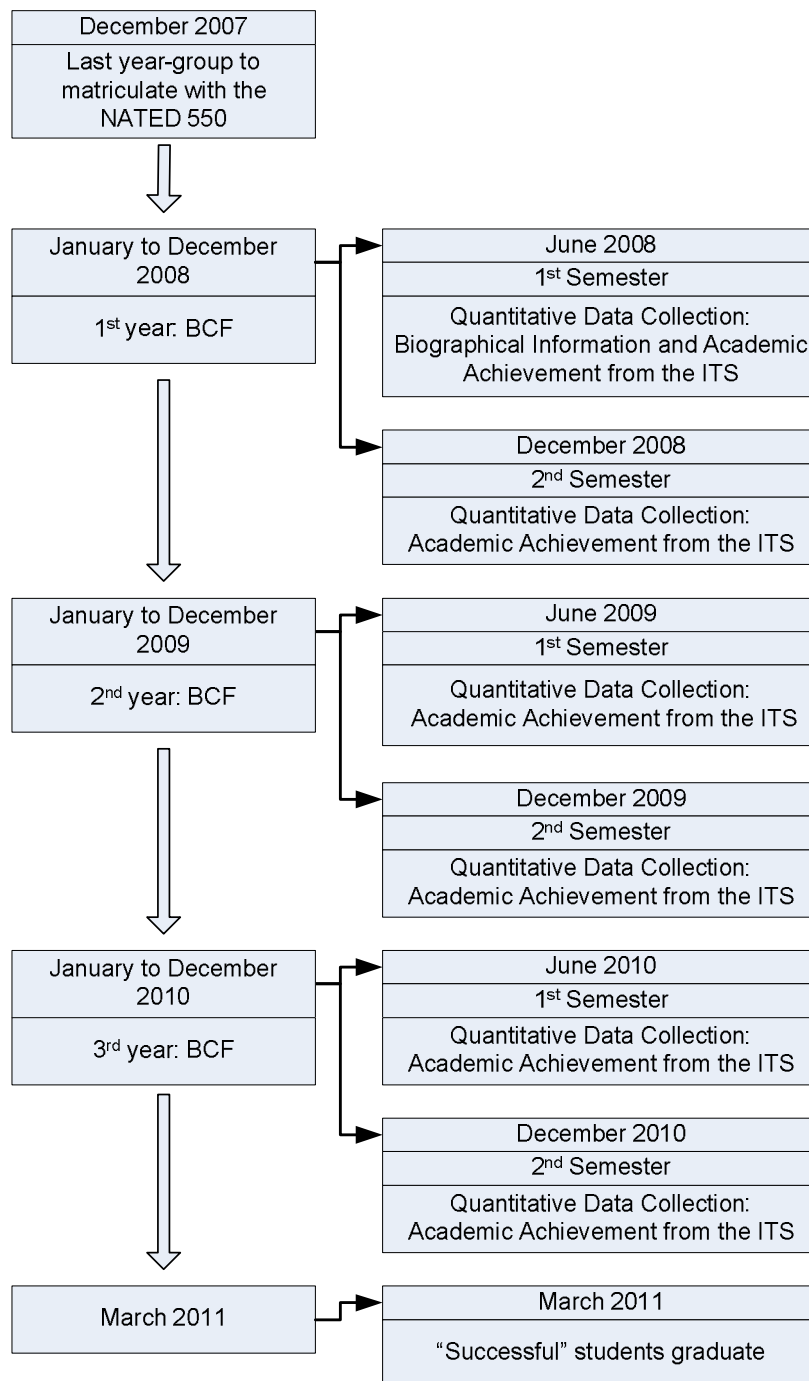 December 2007
Last year-group to
matriculate with the
NATED 550
January to December
2008
1st year: BCF
June 2008
1st Semester
Quantitative Data Collection:
Biographical Information and Academic
Achievement from the ITS
December 2008
2nd Semester
Quantitative Data Collection:
Academic Achievement from the ITS
January to December
2009
2nd year: BCF
June 2009
1st Semester
Quantitative Data Collection:
Academic Achievement from the ITS
December 2009
2nd Semester
Quantitative Data Collection:
Academic Achievement from the ITS
January to December
2010
3rd year: BCF
June 2010
1st Semester
Quantitative Data Collection:
Academic Achievement from the ITS
December 2010
2nd Semester
Quantitative Data Collection:
Academic Achievement from the ITS
March 2011
March 2011
“Successful” students graduate